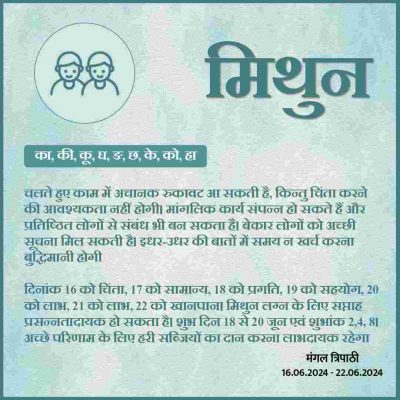 मिथुन
का, की, कू, घ, ङ, छ, के, को, हा
चलते हुए काम में अचानक रुकावट आ सकती है, किन्तु चिंता करने
की आवश्यकता नहीं होगी। मांगलिक कार्य संपन्न हो सकते हैं और
प्रतिष्ठित लोगों से संबंध भी बन सकता है। बेकार लोगों को अच्छी
सूचना मिल सकती है। इधर-उधर की बातों में समय न खर्च करना
बुद्धिमानी होगी
दिनांक 16 को चिंता, 17 को सामान्य, 18 को प्रगति, 19 को सहयोग, 20
को लाभ, 21 को लाभ, 22 को खानपान। मिथुन लग्न के लिए सप्ताह
प्रसन्नतादायक हो सकता है। शुभ दिन 18 से 20 जून एवं शुभांक 2,4, 8।
अच्छे परिणाम के लिए हरी सब्जियों का दान करना लाभदायक रहेगा
मंगल त्रिपाठी
16.06.2024 - 22.06.2024